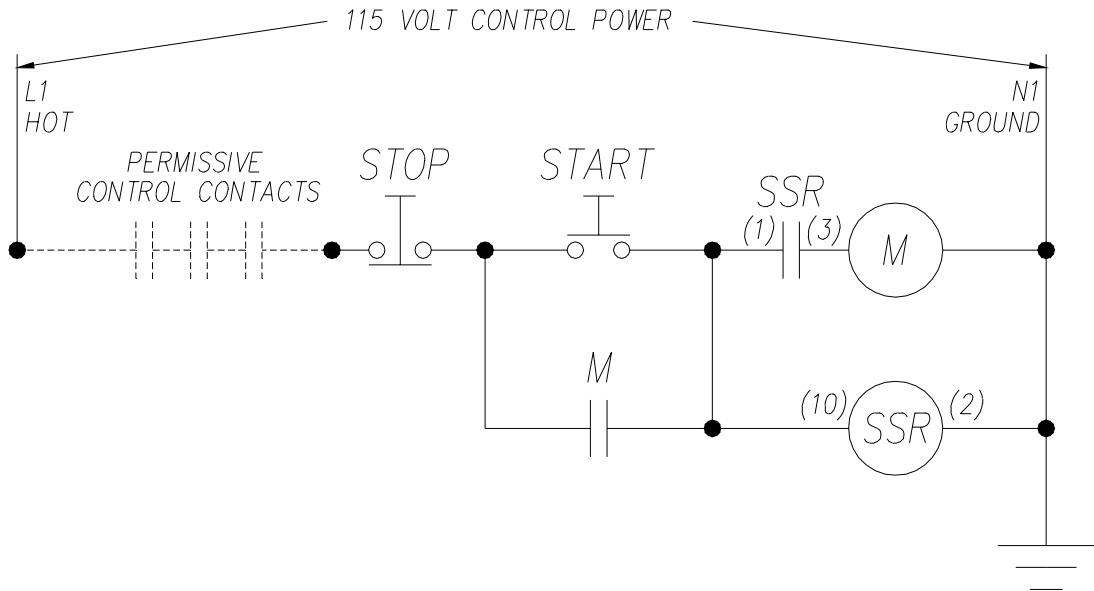 115 VOLT CONTROL POWER
L1
HOT
N1
GROUND
PERMISSIVE
CONTROL CONTACTS
STOP
START
SSR
(1)
(3)
M
M
(10)
SSR
(2)